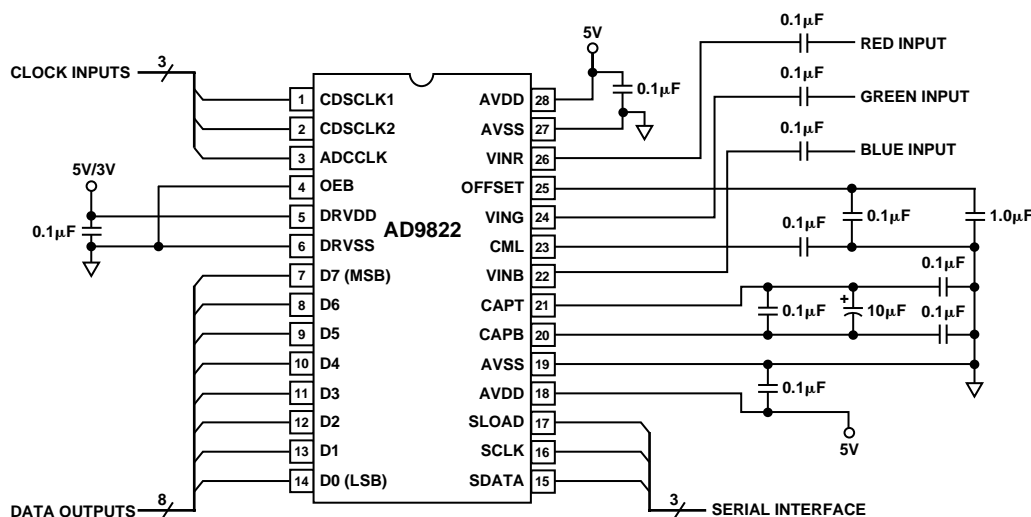 0.1µF
RED INPUT
5V
3
CLOCK INPUTS
0.1µF
GREEN INPUT
1 CDSCLK1
AVDD 28
0.1µF
2 CDSCLK2
AVSS 27
0.1µF
BLUE INPUT
3 ADCCLK
VINR 26
5V/3V
4 OEB
OFFSET 25
5 DRVDD
VING 24
0.1µF
AD9822
0.1µF
1.0µF
6 DRVSS
CML 23
0.1µF
7 D7 (MSB)
VINB 22
0.1µF
8 D6
CAPT 21
0.1µF
+
10µF
0.1µF
9 D5
CAPB 20
10 D4
AVSS 19
11 D3
AVDD 18
0.1µF
12 D2
SLOAD 17
5V
13 D1
SCLK 16
14 D0 (LSB)
SDATA 15
DATA OUTPUTS
8
3
SERIAL INTERFACE